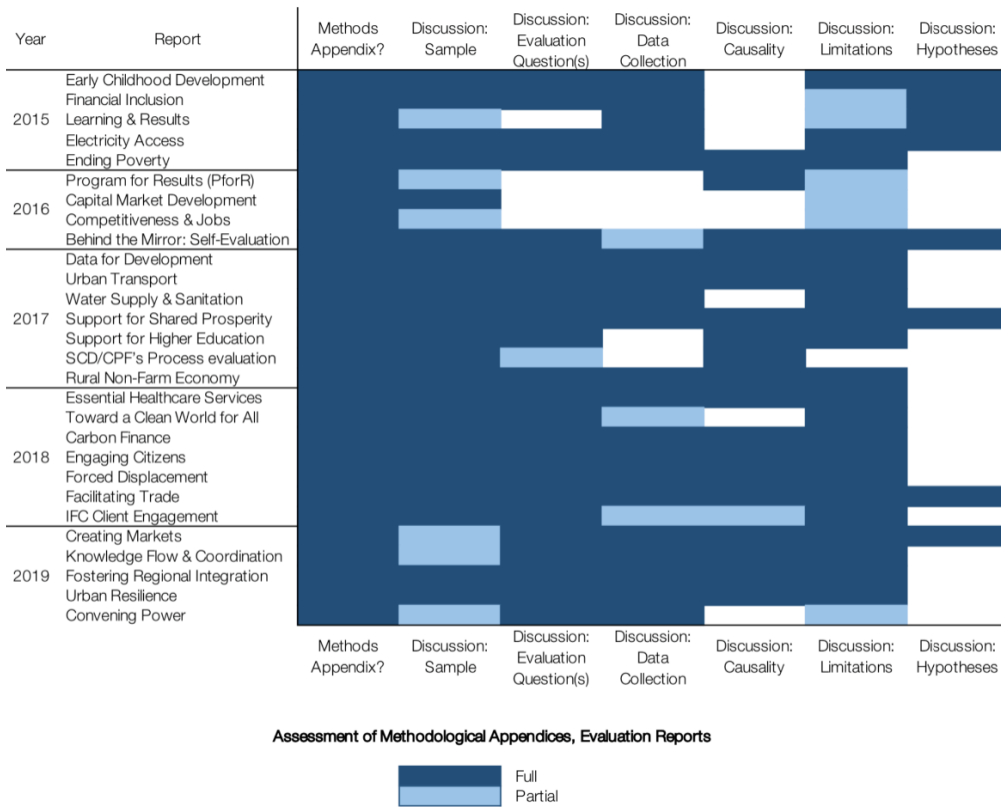 Year
Report
Methods
Appendix?
Discussion:
Sample
Discussion:
Evaluation
Question(s)
Discussion:
Data
Collection
Discussion:
Causality
Discussion:
Limitations
Discussion:
Hypotheses
2015
Early Childhood Development
Financial Inclusion
Learning & Results
Electricity Access
Ending Poverty
2016
Program for Results (PforR)
Capital Market Development
Competitiveness & Jobs
Behind the Mirror: Self-Evaluation
2017
Data for Development
Urban Transport
Water Supply & Sanitation
Support for Shared Prosperity
Support for Higher Education
SCD/CPF's Process evaluation
Rural Non-Farm Economy
2018
Essential Healthcare Services
Toward a Clean World for All
Carbon Finance
Engaging Citizens
Forced Displacement
Facilitating Trade
IFC Client Engagement
2019
Creating Markets
Knowledge Flow & Coordination
Fostering Regional Integration
Urban Resilience
Convening Power
Methods
Appendix?
Discussion:
Sample
Discussion:
Evaluation
Question(s)
Discussion:
Data
Collection
Discussion:
Causality
Discussion:
Limitations
Discussion:
Hypotheses
Assessment of Methodological Appendices, Evaluation Reports
Full
Partial